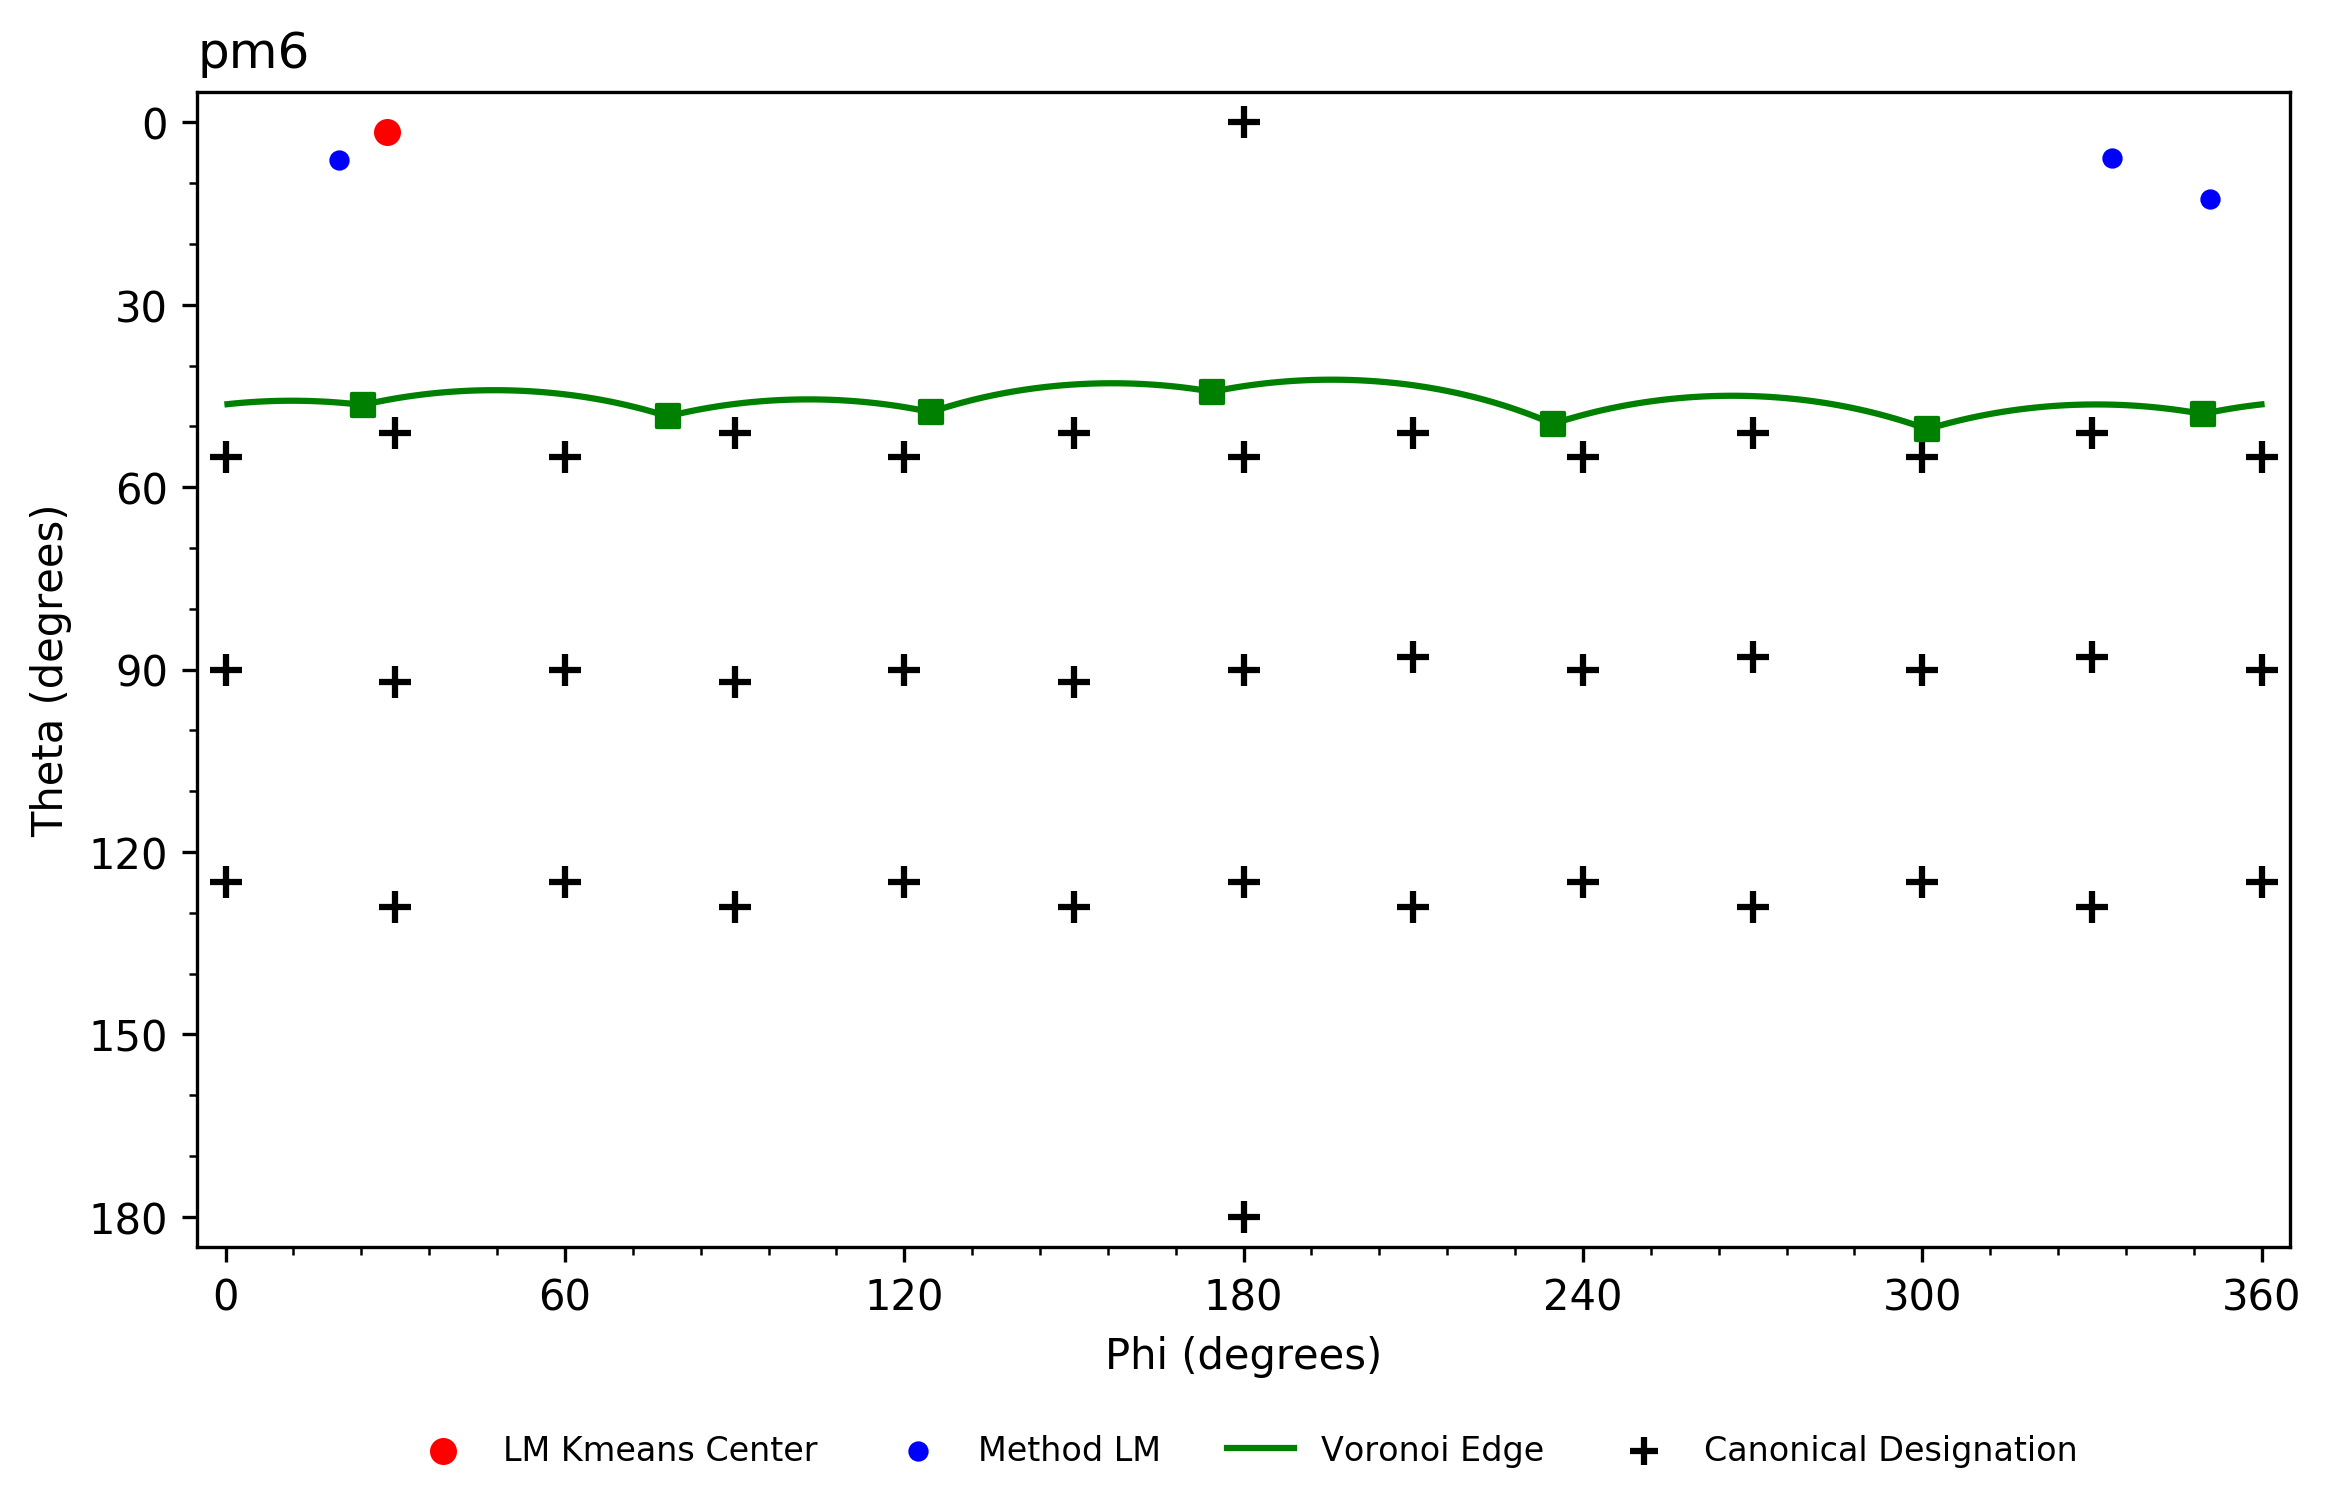 pm6
0
30
60
90
120
150
180
Theta (degrees)
0 60 120 180 240 300 360
Phi (degrees)
LM Kmeans Center Method LM Voronoi Edge Canonical Designation